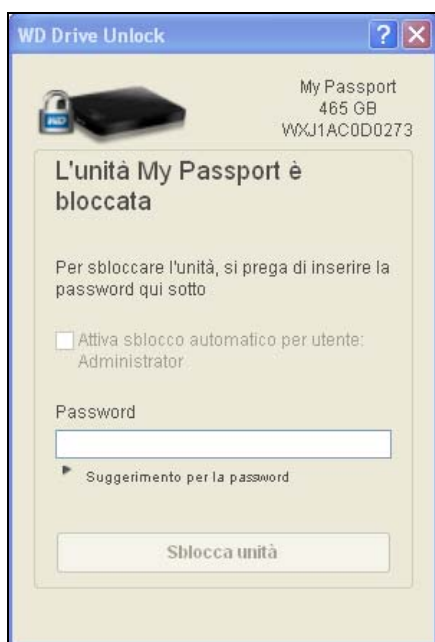 WD Drive Unlock
My Passport
465 GB
WXJ1AC0D0273
WD
L'unità My Passport è
bloccata
Per sbloccare l'unità, si prega di inserire la
password qui sotto
Attiva sblocco automatico per utente:
Administrator
Password
Suggerimento per la password
Sblocca unità